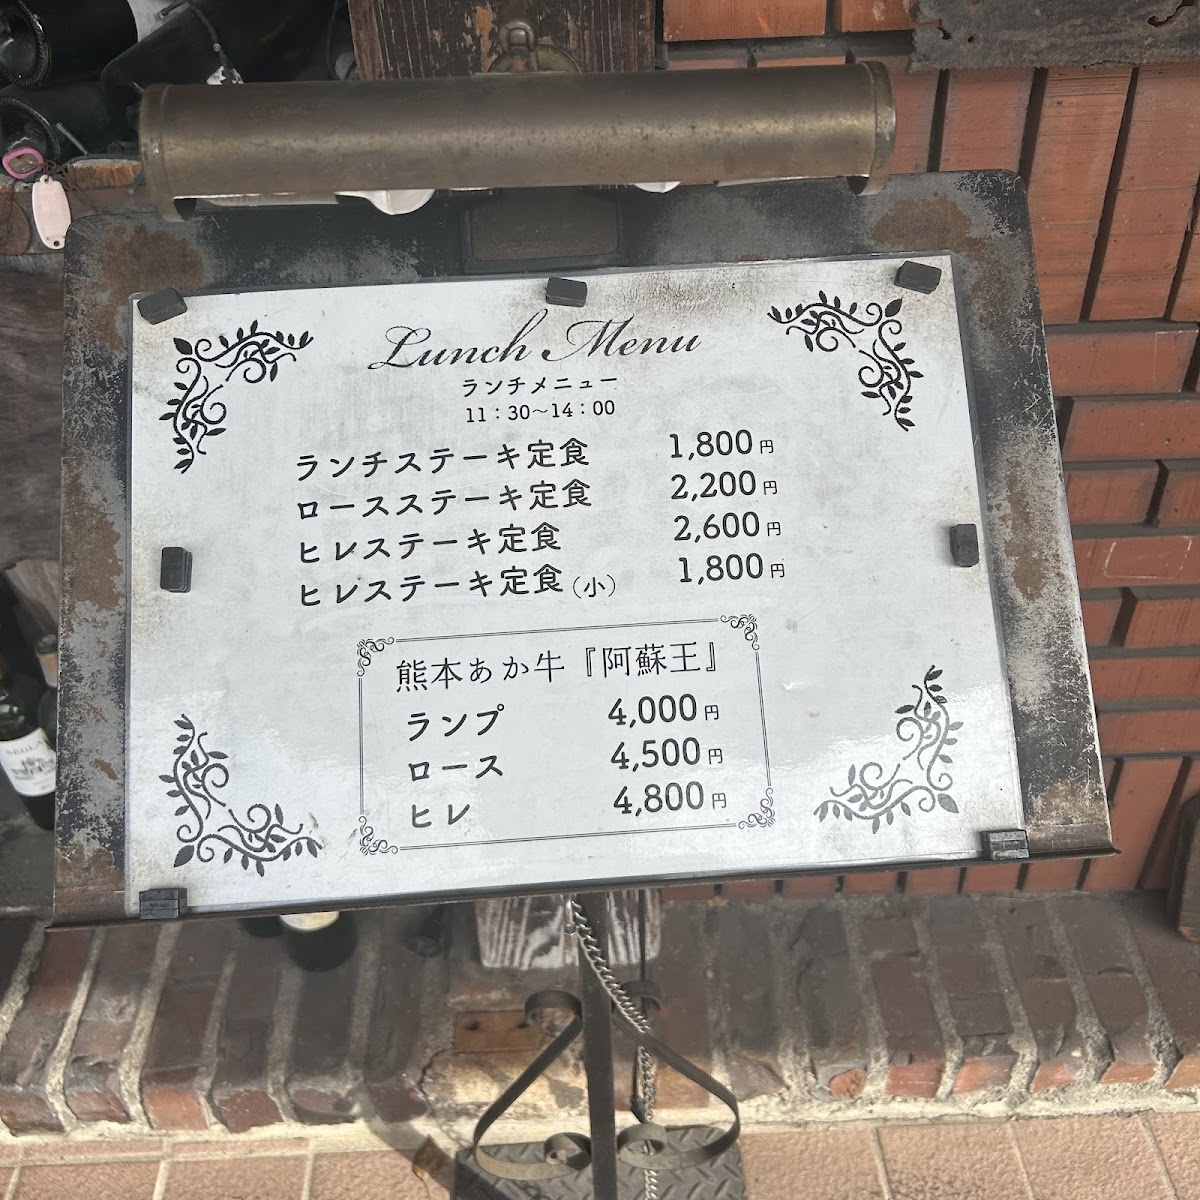 Lunch Menu
ランチメニュー
11：30～14：00
ランチステーキ定食 1,800円
ロースステーキ定食 2,200円
ヒレステーキ定食 2,600円
ヒレステーキ定食（小） 1,800円
熊本あか牛『阿蘇王』
ランプ 4,000円
ロース 4,500円
ヒレ 4,800円